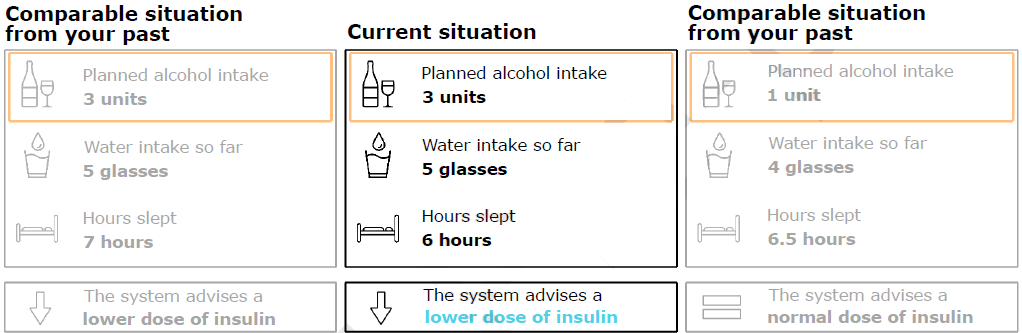 Comparable situation
from your past
Planned alcohol intake
3 units
Water intake so far
5 glasses
Hours slept
7 hours
The system advises a
lower dose of insulin
Current situation
Planned alcohol intake
3 units
Water intake so far
5 glasses
Hours slept
6 hours
The system advises a
lower dose of insulin
Comparable situation
from your past
Planned alcohol intake
1 unit
Water intake so far
4 glasses
Hours slept
6.5 hours
The system advises a
normal dose of insulin